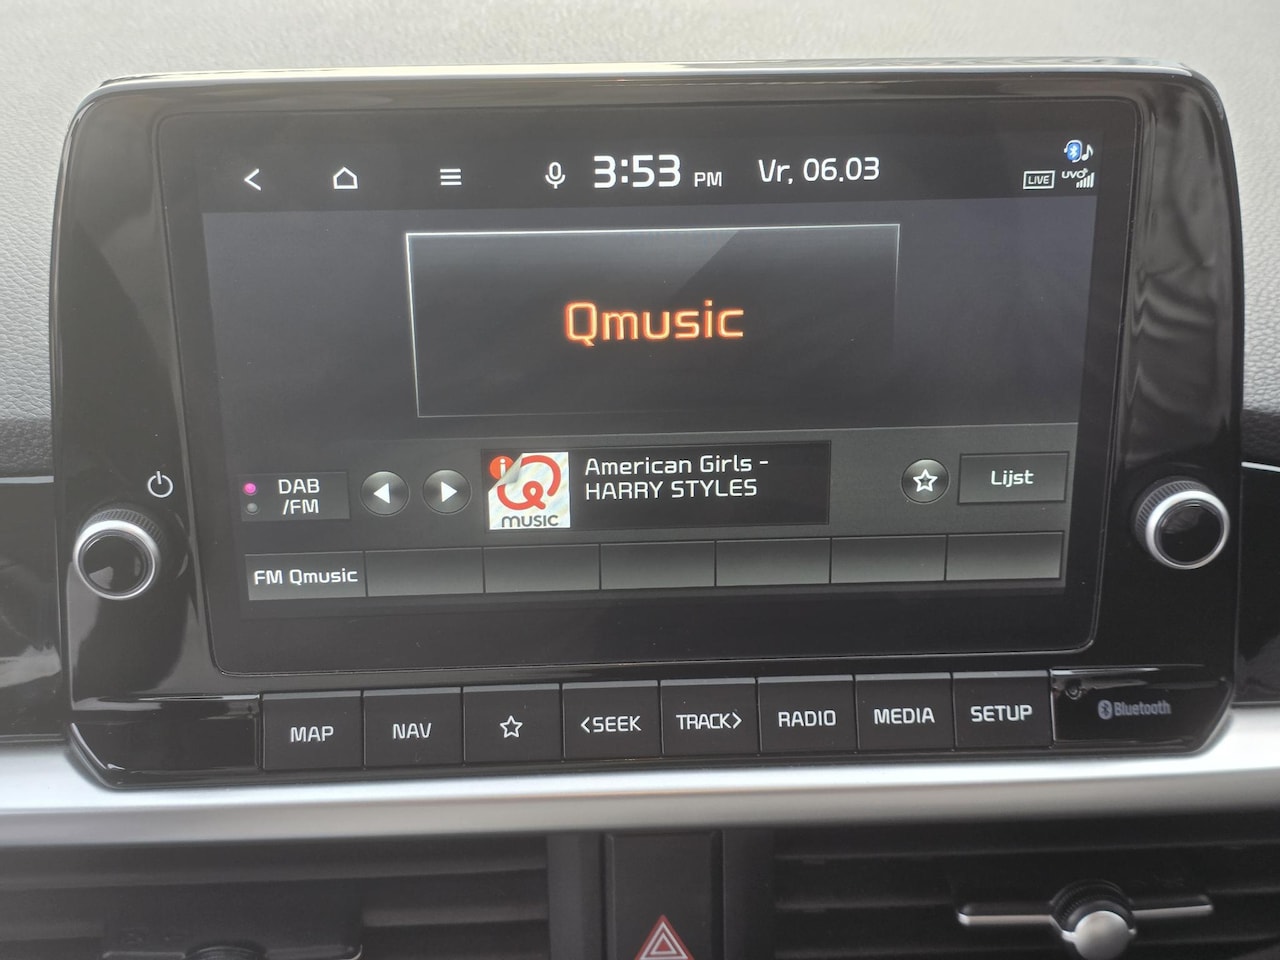 3:53 PM Vr, 06.03
LIVE UVO
Qmusic
i
MUSIC
American Girls -
HARRY STYLES
DAB
/FM
Lijst
FM Qmusic
MAP NAV <SEEK TRACK> RADIO MEDIA SETUP Bluetooth